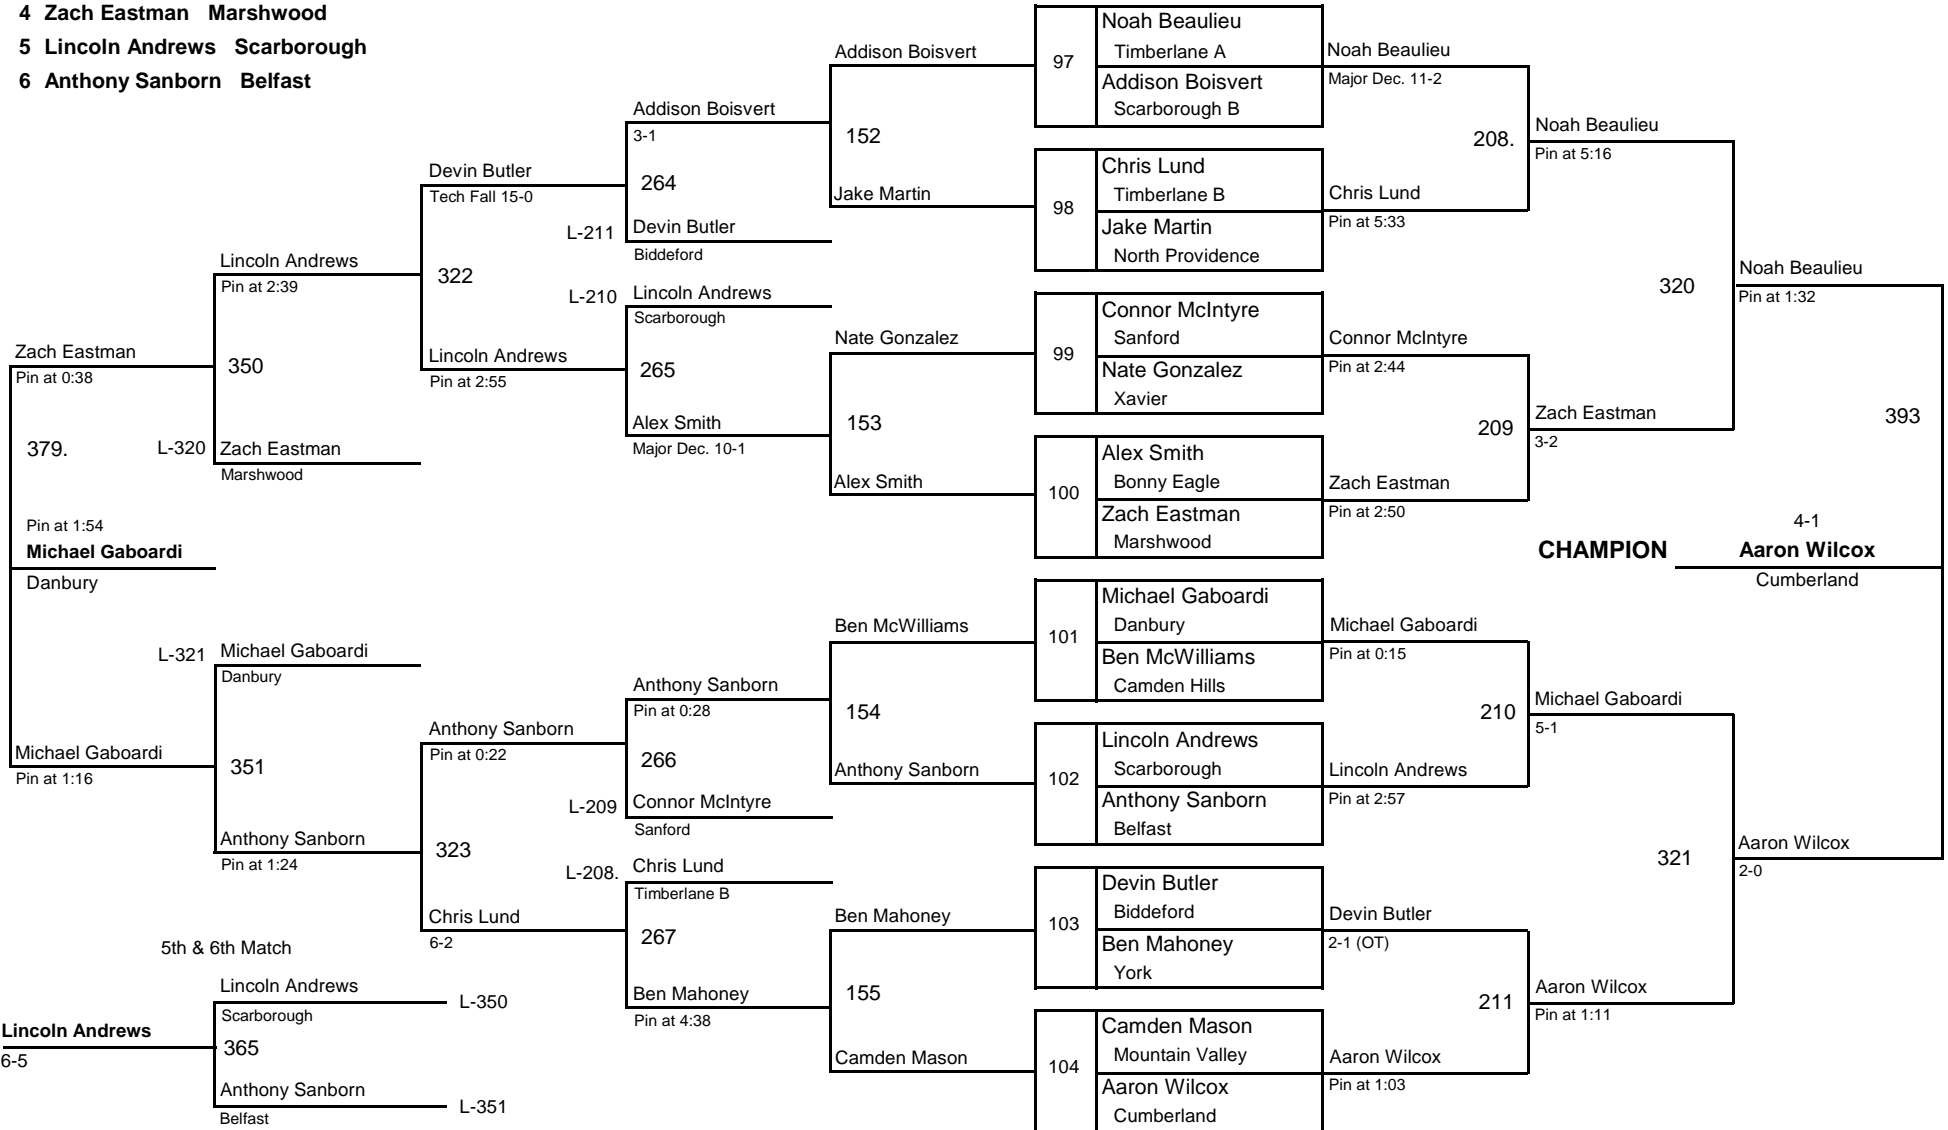 4 Zach Eastman Marshwood
5 Lincoln Andrews Scarborough
6 Anthony Sanborn Belfast
Zach Eastman
Pin at 0:38
379.
Pin at 1:54
Michael Gaboardi
Danbury
Michael Gaboardi
Pin at 1:16
5th & 6th Match
Lincoln Andrews
6-5
Lincoln Andrews
Pin at 2:39
350
L-320
Zach Eastman
Marshwood
L-321
Michael Gaboardi
Danbury
351
Anthony Sanborn
Pin at 1:24
Lincoln Andrews
L-350
Scarborough
365
Anthony Sanborn
L-351
Belfast
Devin Butler
Tech Fall 15-0
322
Lincoln Andrews
Pin at 2:55
Anthony Sanborn
Pin at 0:22
323
Chris Lund
6-2
Addison Boisvert
3-1
264
L-211
Devin Butler
Biddeford
L-210
Lincoln Andrews
Scarborough
265
Alex Smith
Major Dec. 10-1
Anthony Sanborn
Pin at 0:28
266
L-209
Connor McIntyre
Sanford
L-208.
Chris Lund
Timberlane B
267
Ben Mahoney
Pin at 4:38
Addison Boisvert
152
Jake Martin
Nate Gonzalez
153
Alex Smith
Ben McWilliams
154
Anthony Sanborn
Ben Mahoney
155
Camden Mason
97
Noah Beaulieu
Timberlane A
Addison Boisvert
Scarborough B
98
Chris Lund
Timberlane B
Jake Martin
North Providence
99
Connor McIntyre
Sanford
Nate Gonzalez
Xavier
100
Alex Smith
Bonny Eagle
Zach Eastman
Marshwood
101
Michael Gaboardi
Danbury
Ben McWilliams
Camden Hills
102
Lincoln Andrews
Scarborough
Anthony Sanborn
Belfast
103
Devin Butler
Biddeford
Ben Mahoney
York
104
Camden Mason
Mountain Valley
Aaron Wilcox
Cumberland
Noah Beaulieu
Major Dec. 11-2
208.
Chris Lund
Pin at 5:33
Connor McIntyre
Pin at 2:44
209
Zach Eastman
Pin at 2:50
Michael Gaboardi
Pin at 0:15
210
Lincoln Andrews
Pin at 2:57
Devin Butler
2-1 (OT)
211
Aaron Wilcox
Pin at 1:03
Noah Beaulieu
Pin at 5:16
320
Zach Eastman
3-2
Michael Gaboardi
5-1
321
Aaron Wilcox
Pin at 1:11
Noah Beaulieu
Pin at 1:32
393
4-1
CHAMPION Aaron Wilcox
Cumberland
Aaron Wilcox
2-0